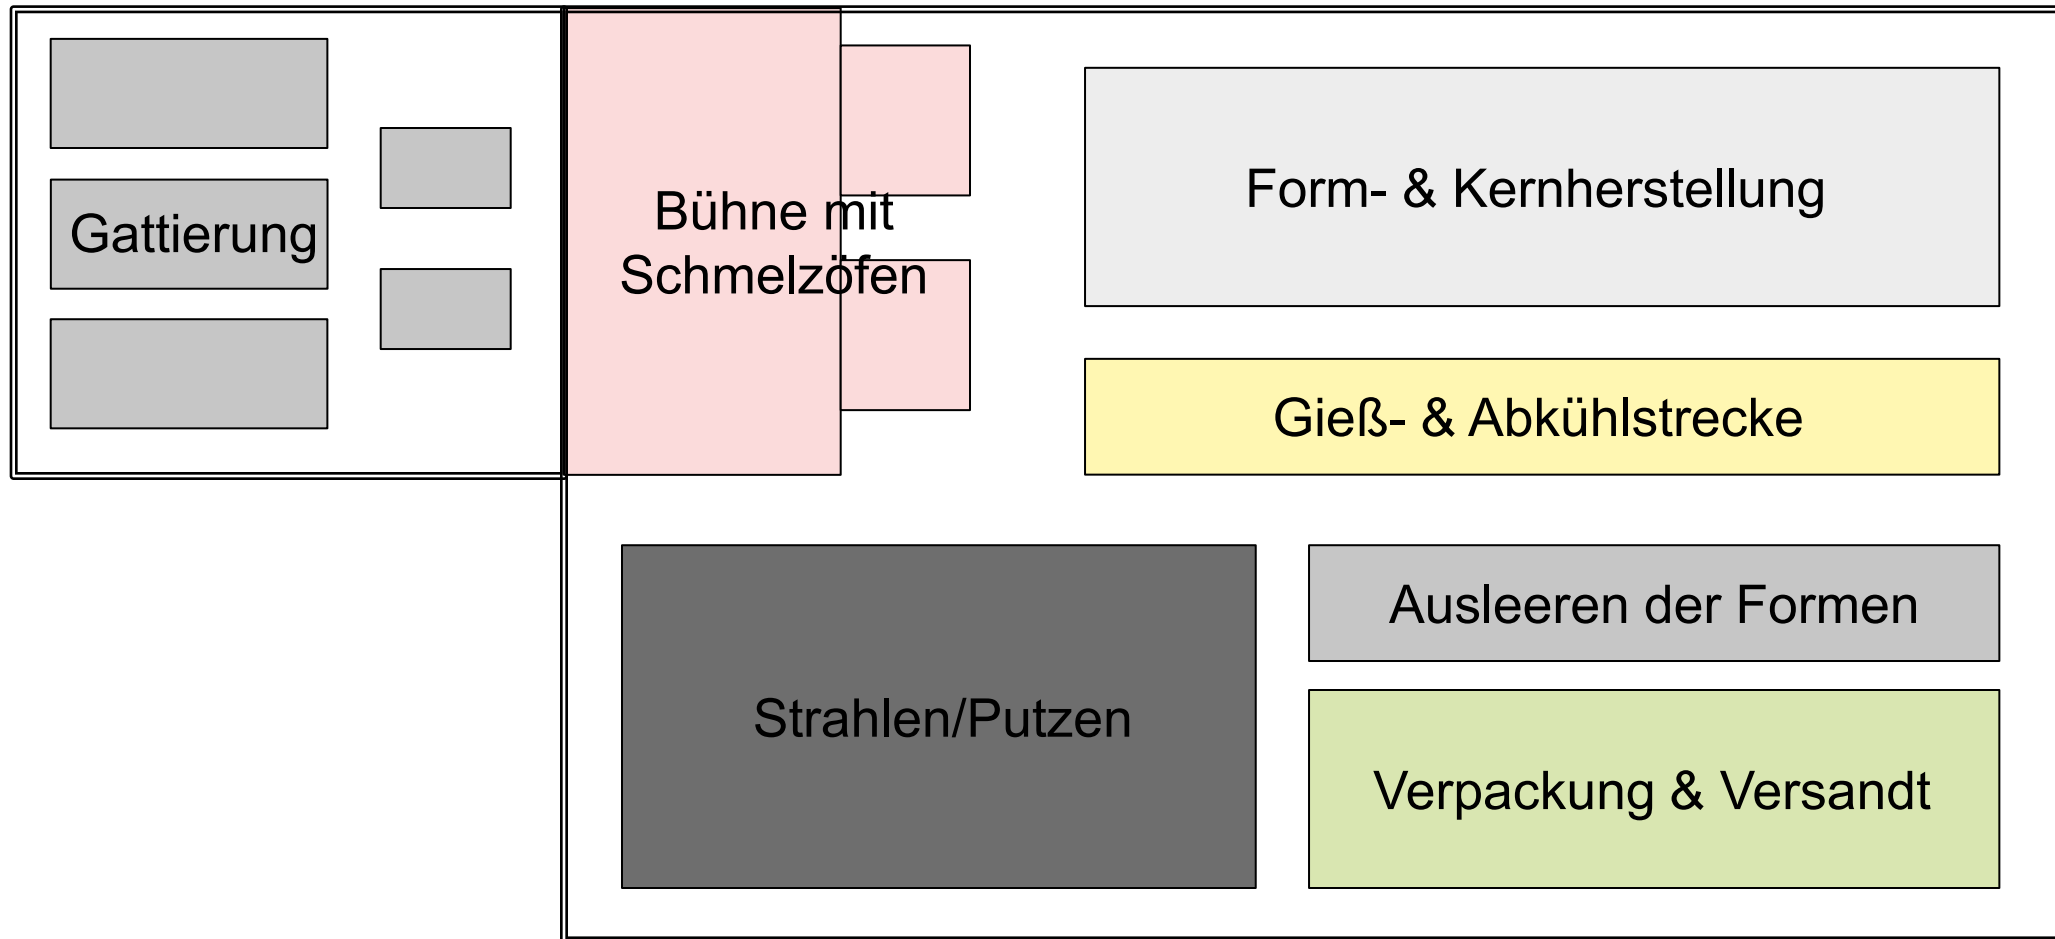 Gattierung
Bühne mit
Schmelzöfen
Form- & Kernherstellung
Gieß- & Abkühlstrecke
Strahlen/Putzen
Ausleeren der Formen
Verpackung & Versandt